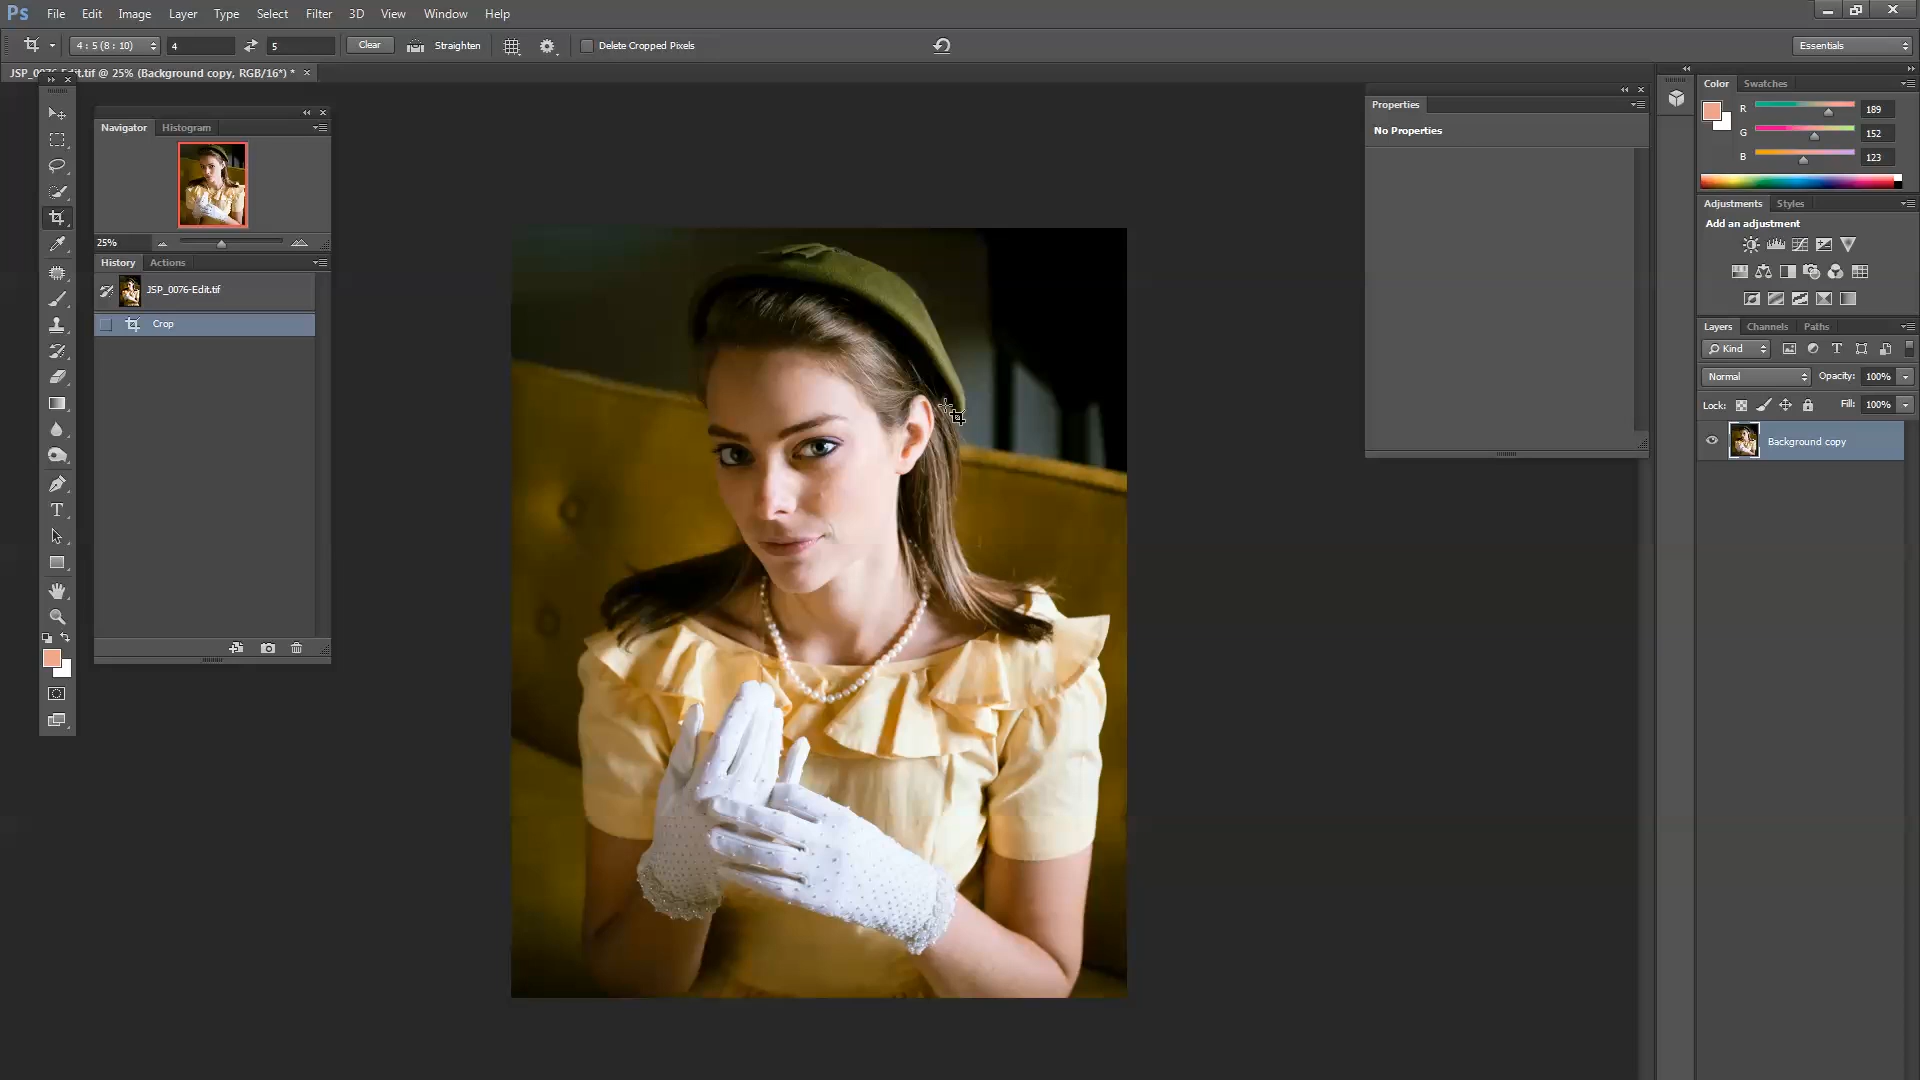 Ps File Edit Image Layer Type Select Filter 3D View Window Help
4 : 5 (8 : 10) 4 5 Clear Straighten Delete Cropped Pixels Essentials
JSP_0076-Edit.tif @ 25% (Background copy, RGB/16*) * ×
Navigator Histogram
25%
History Actions
JSP_0076-Edit.tif
Crop
T
Properties
No Properties
Color Swatches
R 189
G 152
B 123
Adjustments Styles
Add an adjustment
Layers Channels Paths
Kind T
Normal Opacity: 100%
Lock: Fill: 100%
Background copy